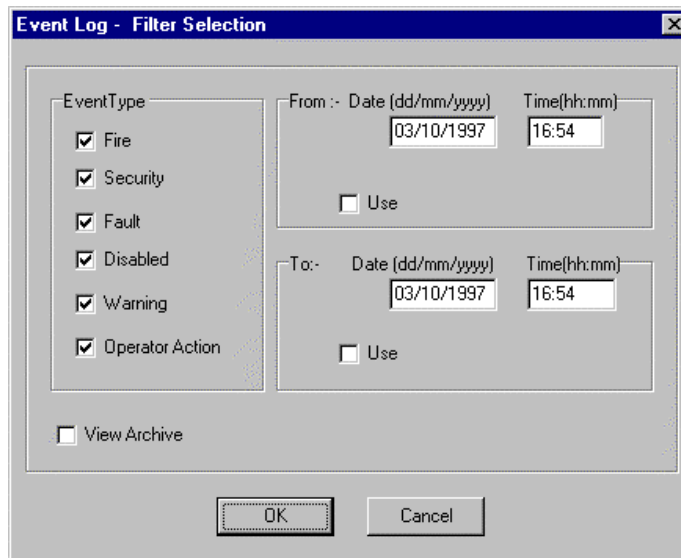 Event Log - Filter Selection
EventType
Fire
Security
Fault
Disabled
Warning
Operator Action
From :- Date (dd/mm/yyyy) Time(hh:mm)
03/10/1997 16:54
Use
To:- Date (dd/mm/yyyy) Time(hh:mm)
03/10/1997 16:54
Use
View Archive
OK Cancel